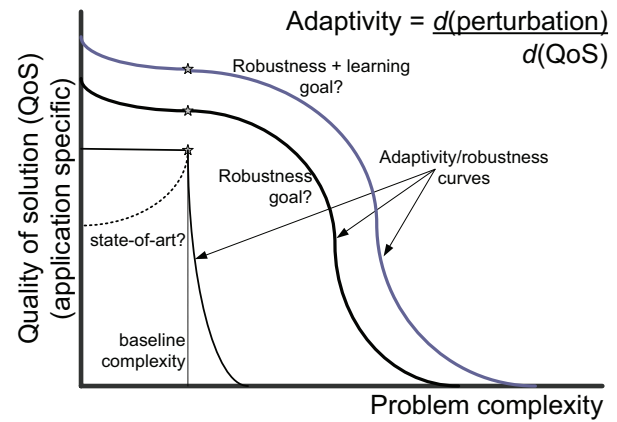 Adaptivity = d(perturbation)
d(QoS)
Robustness + learning
goal?
Adaptivity/robustness
curves
Robustness
goal?
state-of-art?
baseline
complexity
Quality of solution (QoS)
(application specific)
Problem complexity